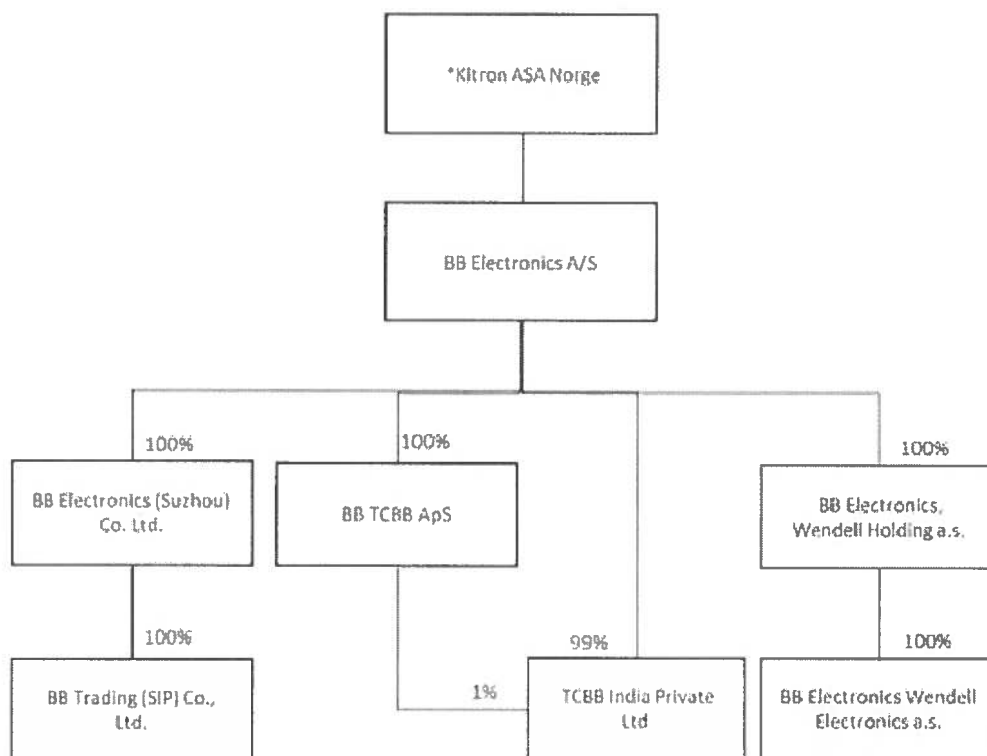 *Kitron ASA Norge
BB Electronics A/S
100%
100%
100%
BB Electronics (Suzhou)
Co. Ltd.
BB TCBB ApS
BB Electronics,
Wendell Holding a.s.
100%
99%
100%
1%
BB Trading (SIP) Co.,
Ltd.
TCBB India Private
Ltd
BB Electronics Wendell
Electronics a.s.